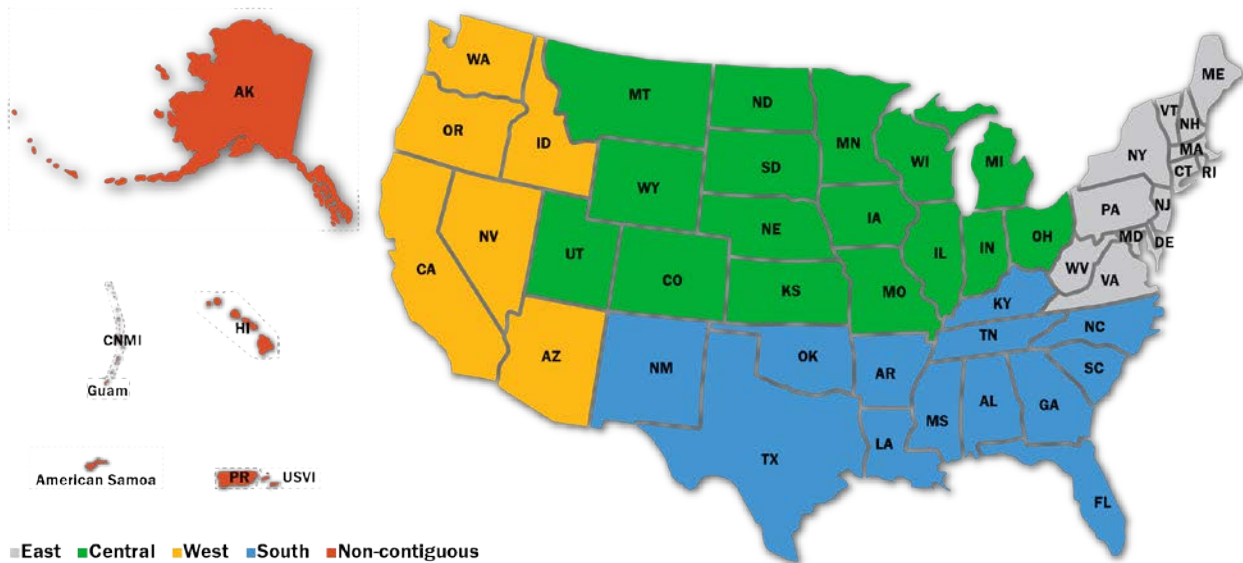 AK
WA
MT
ND
ME
VT
NH
OR
ID
MN
WI
MI
NY
MA
CT
RI
SD
WY
IA
PA
NJ
NV
NE
OH
MD
DE
UT
IL
IN
WV
VA
CA
CO
KS
MO
KY
CNMI
HI
NC
TN
AZ
NM
OK
AR
SC
Guam
MS
AL
GA
LA
TX
American Samoa
PR
USVI
FL
East
Central
West
South
Non-contiguous